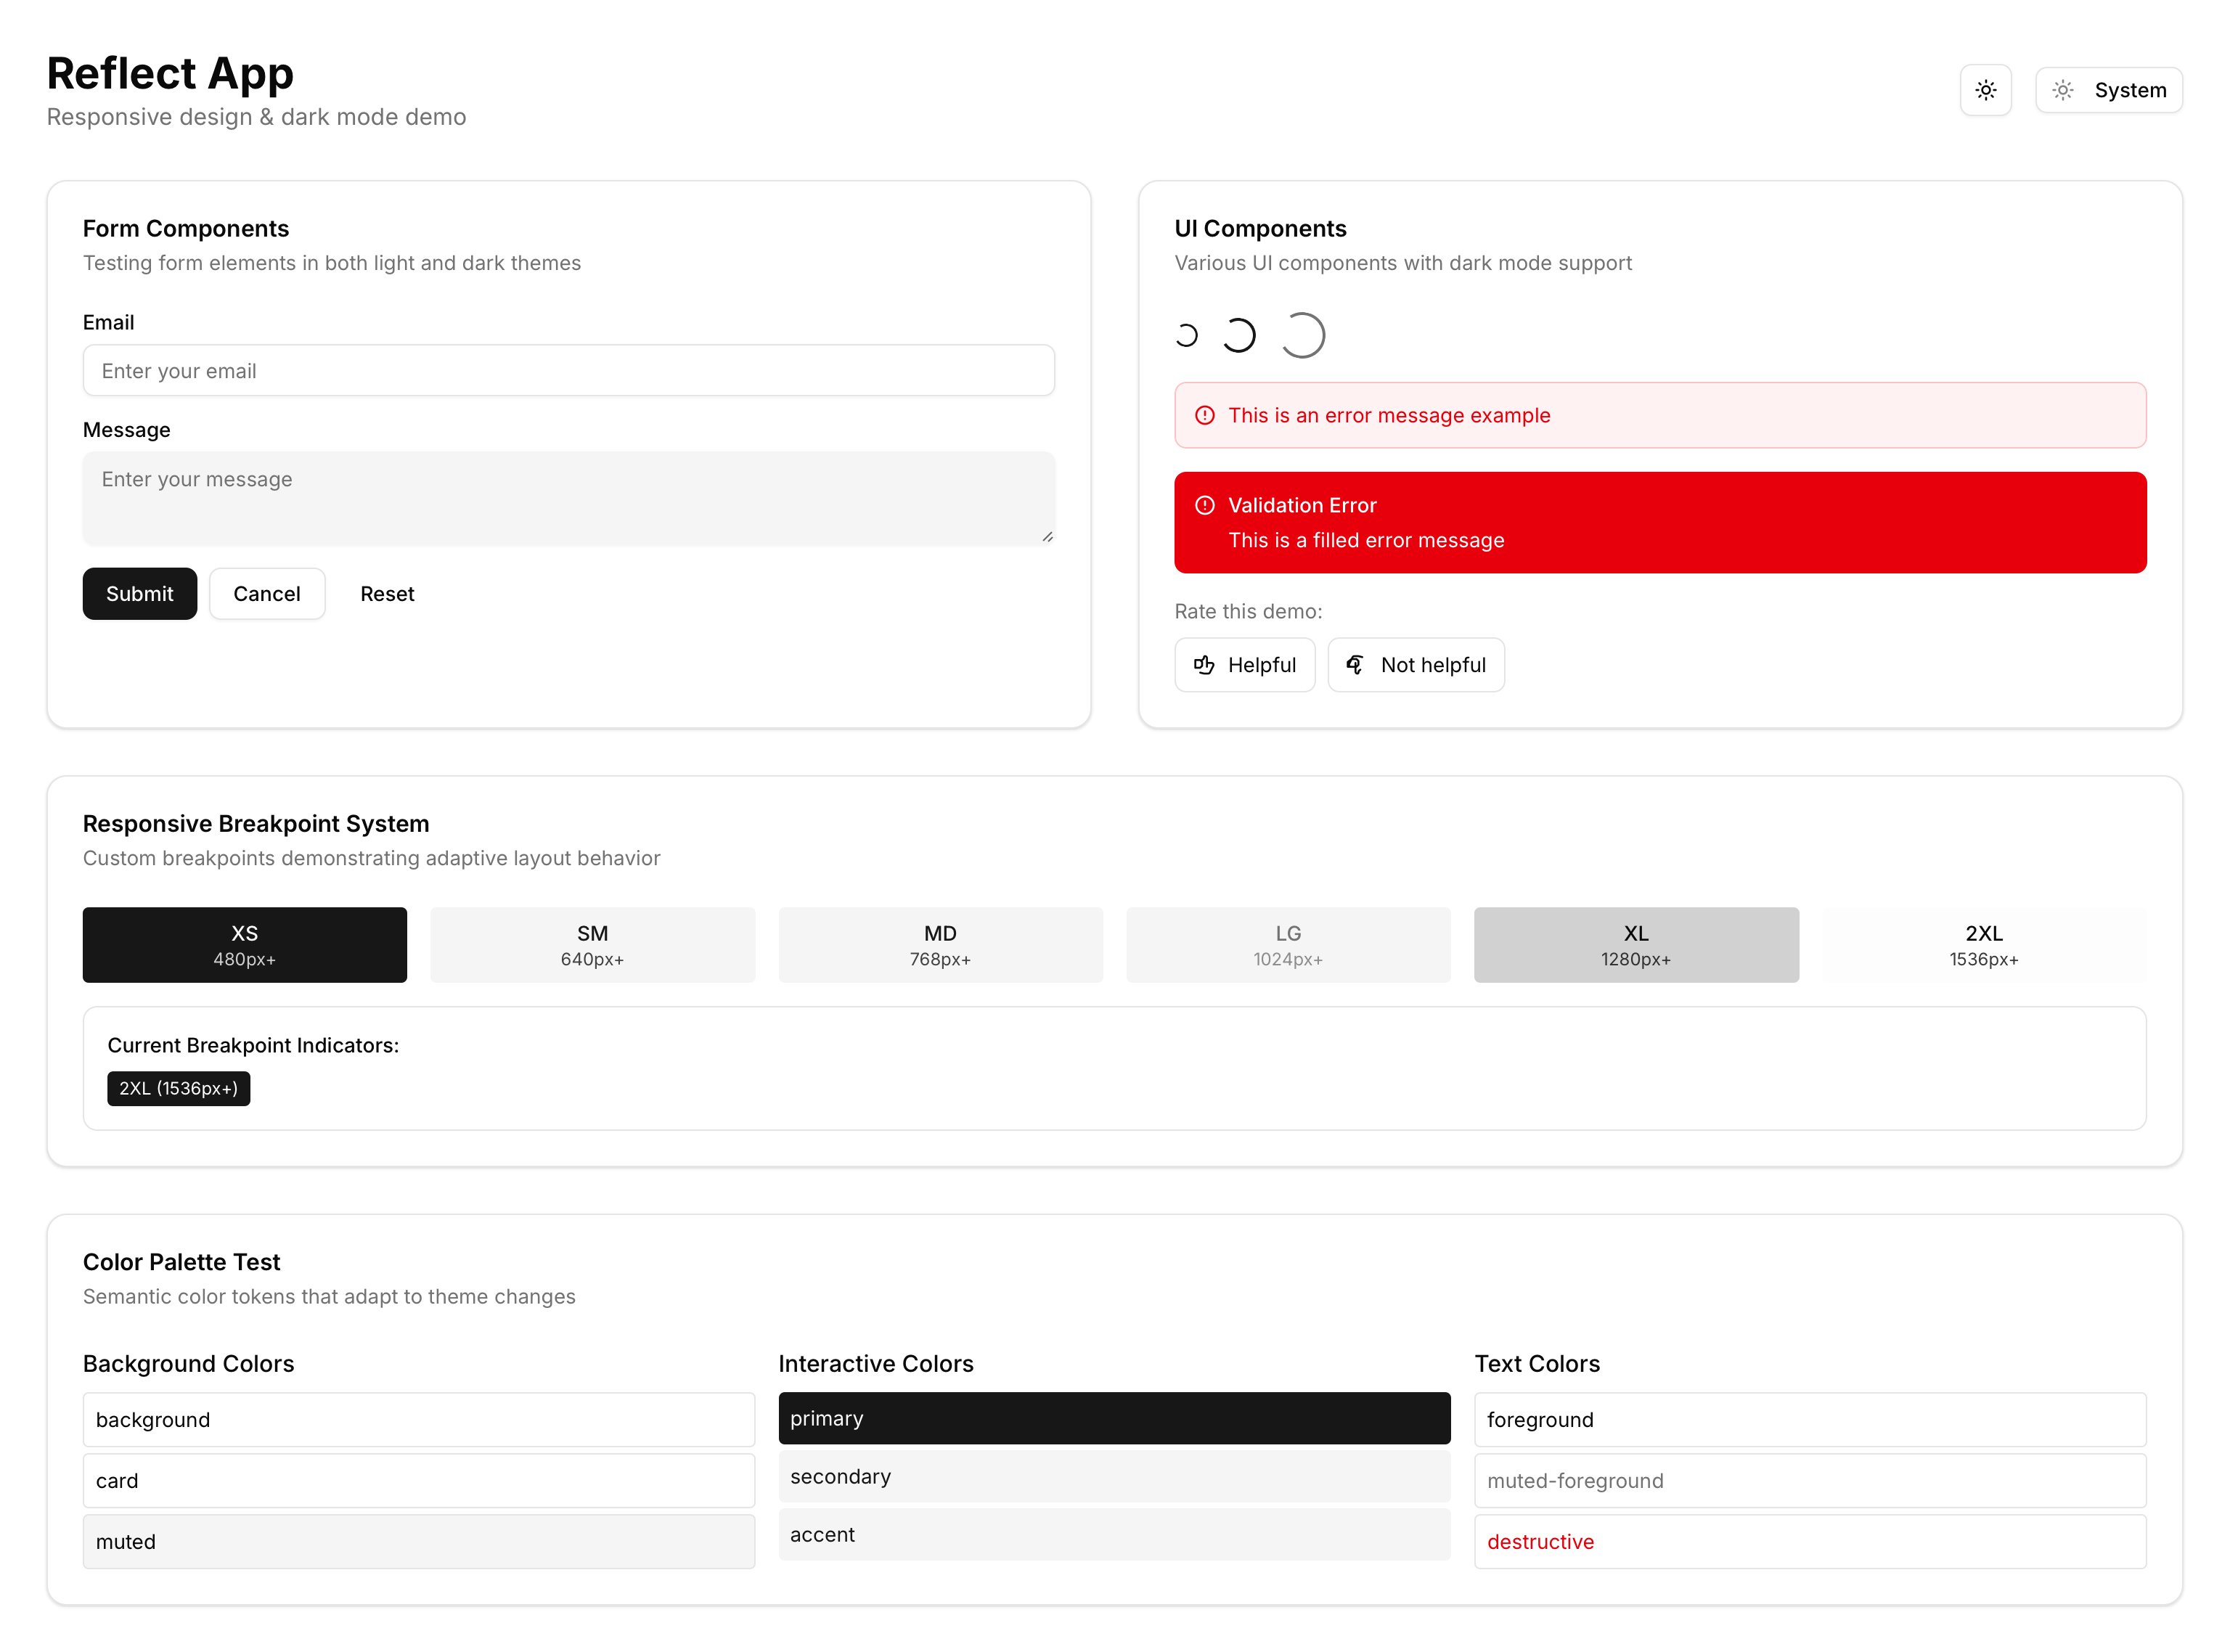 Reflect App
Responsive design & dark mode demo
System
Form Components
Testing form elements in both light and dark themes
Email
Enter your email
Message
Enter your message
Submit
Cancel
Reset
UI Components
Various UI components with dark mode support
This is an error message example
Validation Error
This is a filled error message
Rate this demo:
Helpful
Not helpful
Responsive Breakpoint System
Custom breakpoints demonstrating adaptive layout behavior
XS
480px+
SM
640px+
MD
768px+
LG
1024px+
XL
1280px+
2XL
1536px+
Current Breakpoint Indicators:
2XL (1536px+)
Color Palette Test
Semantic color tokens that adapt to theme changes
Background Colors
background
card
muted
Interactive Colors
primary
secondary
accent
Text Colors
foreground
muted-foreground
destructive